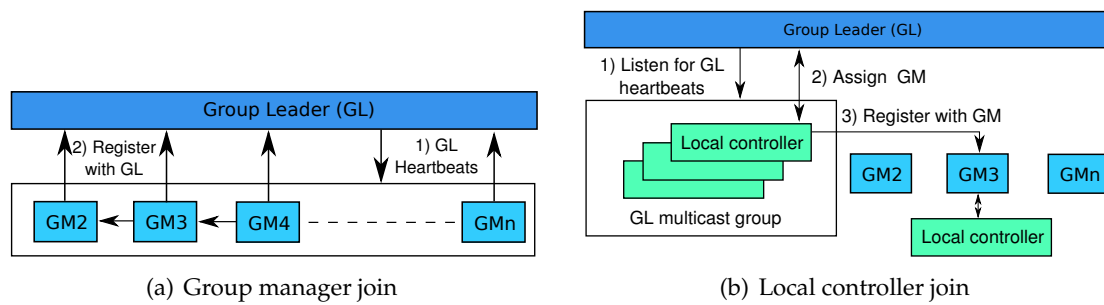 Group Leader (GL)
2) Register
with GL
1) GL
Heartbeats
GM2
GM3
GM4
GMn
(a) Group manager join
Group Leader (GL)
1) Listen for GL
heartbeats
2) Assign GM
3) Register with GM
Local controller
GL multicast group
GM2
GM3
GMn
Local controller
(b) Local controller join